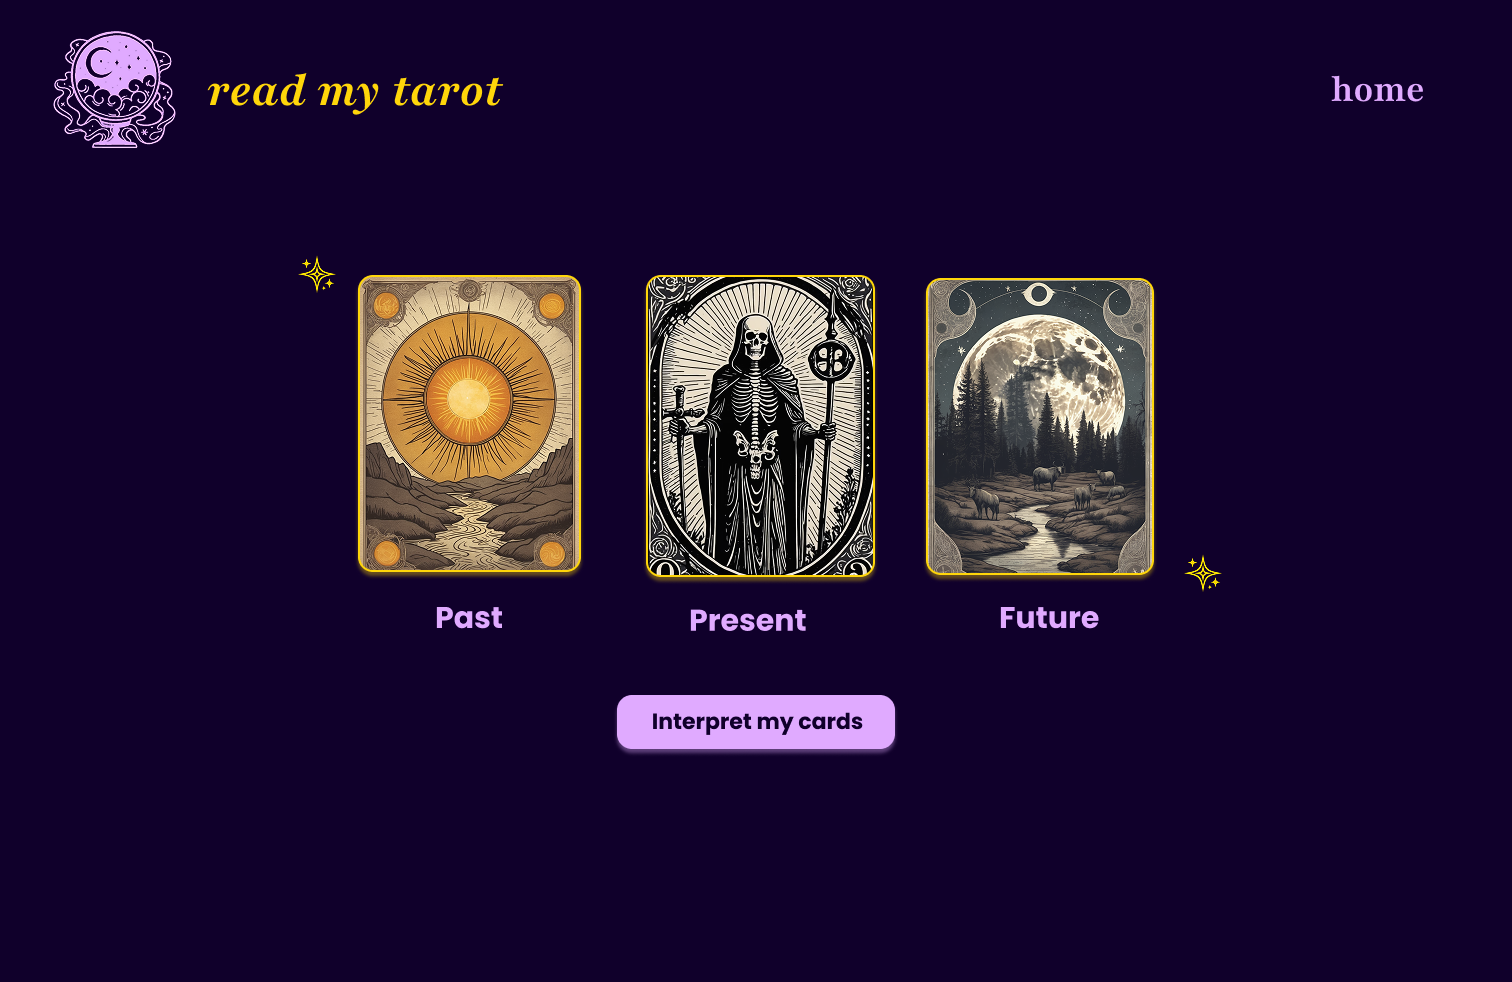 read my tarot
home
Past
Present
Future
Interpret my cards